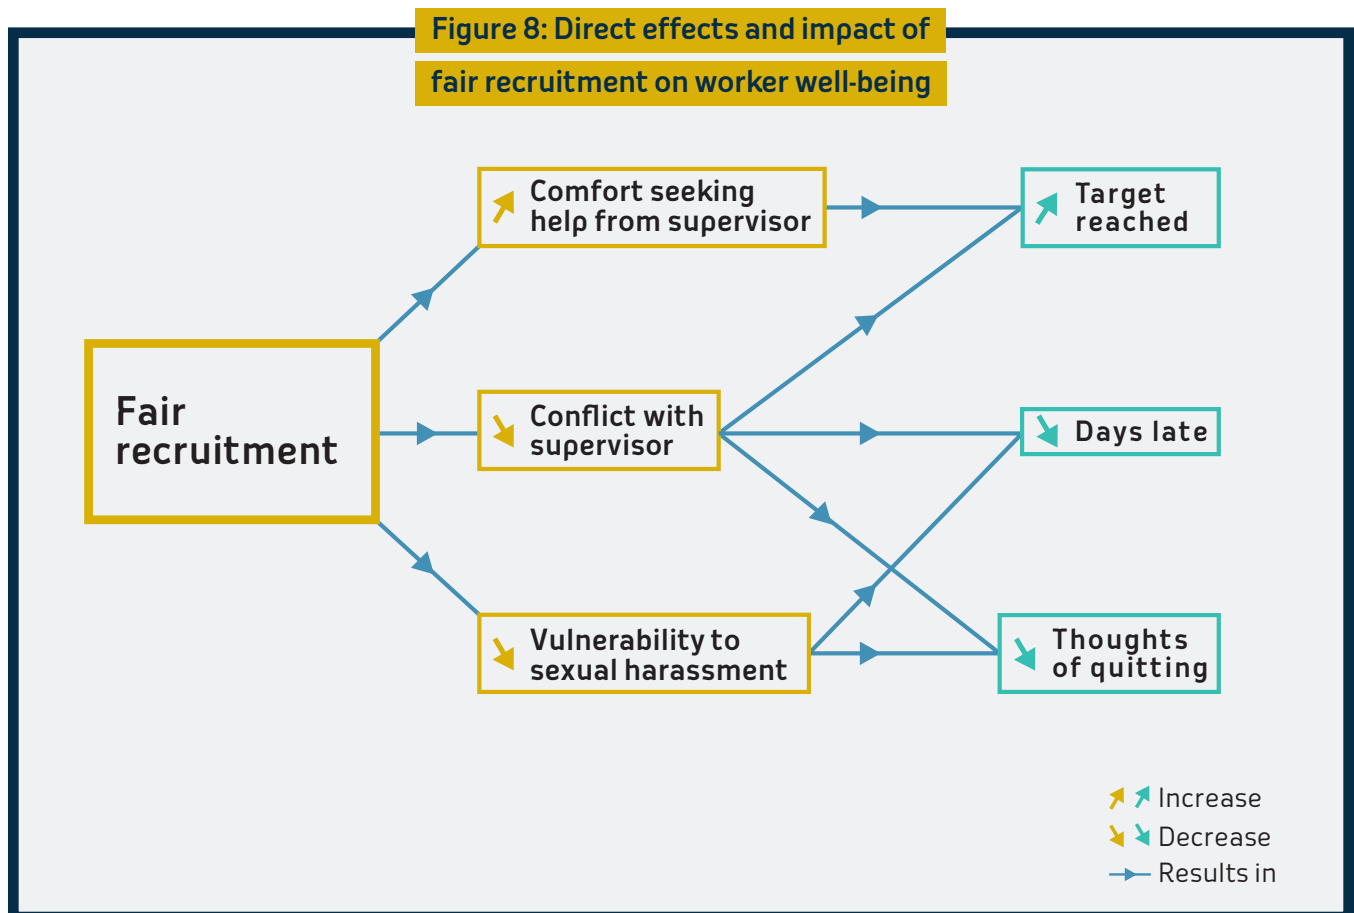 Figure 8: Direct effects and impact of
fair recruitment on worker well-being
Fair
recruitment
Comfort seeking
help from supervisor
Conflict with
supervisor
Vulnerability to
sexual harassment
Target
reached
Days late
Thoughts
of quitting
Increase
Decrease
Results in